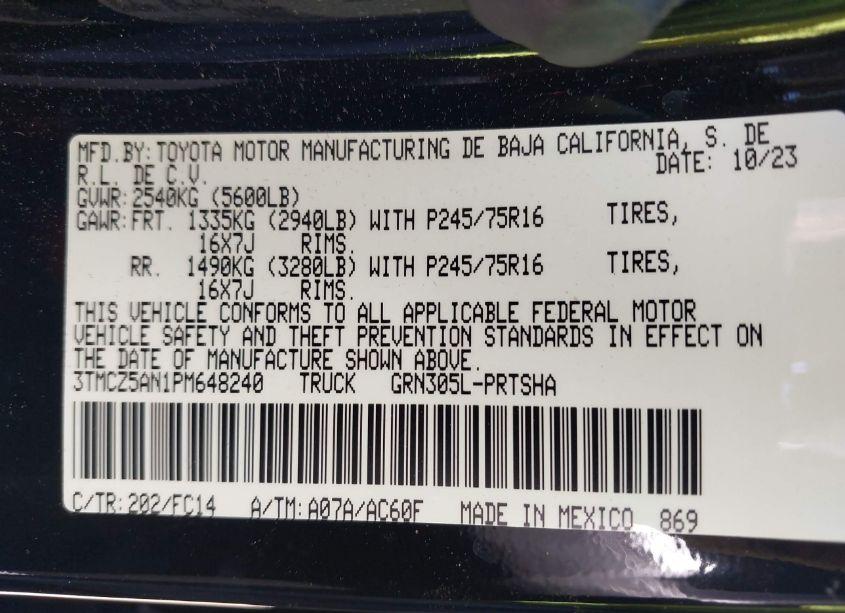 MFD.BY:TOYOTA MOTOR MANUFACTURING DE BAJA CALIFORNIA, S. DE
R.L. DE C.V. DATE: 10/23
GVWR:2540KG (5600LB)
GAWR:FRT. 1335KG (2940LB) WITH P245/75R16 TIRES,
16X7J RIMS.
RR. 1490KG (3280LB) WITH P245/75R16 TIRES,
16X7J RIMS.
THIS VEHICLE CONFORMS TO ALL APPLICABLE FEDERAL MOTOR
VEHICLE SAFETY AND THEFT PREVENTION STANDARDS IN EFFECT ON
THE DATE OF MANUFACTURE SHOWN ABOVE.
3TMCZ5AN1PM648240 TRUCK GRN305L-PRTSHA
C/TR:202/FC14 A/TM:A07A/AC60F MADE IN MEXICO 869